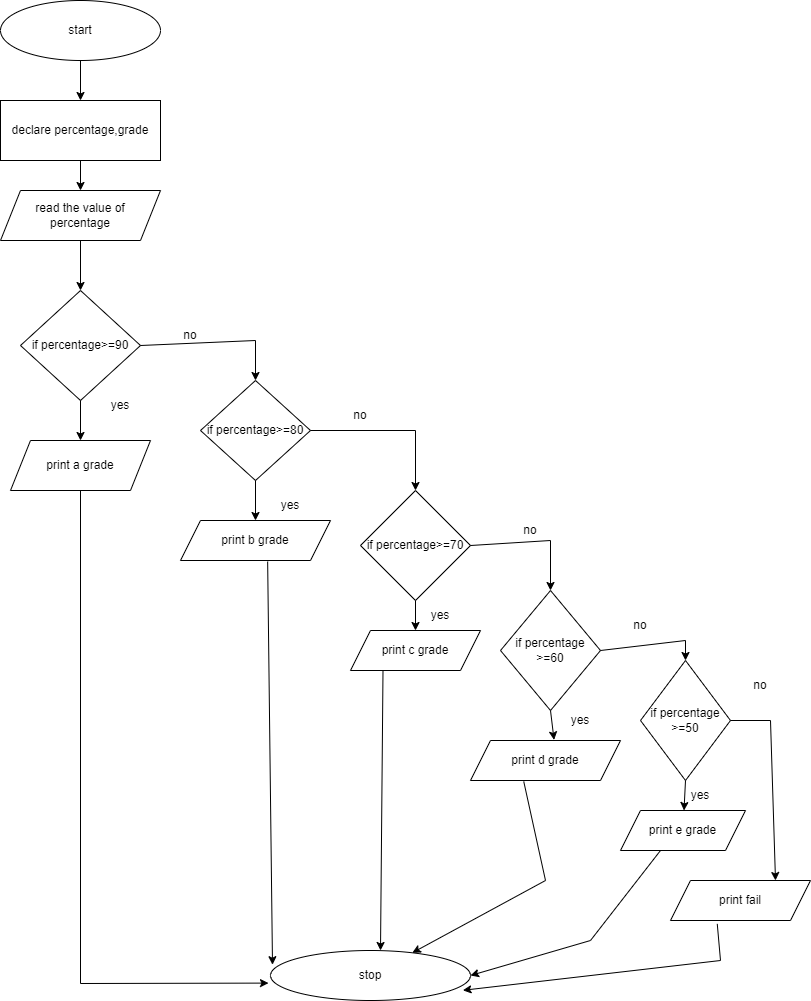 start
declare percentage,grade
read the value of
percentage
if percentage>=90
no
yes
print a grade
if percentage>=80
no
yes
print b grade
if percentage>=70
no
yes
print c grade
if percentage
>=60
no
yes
print d grade
if percentage
>=50
no
yes
print e grade
print fail
stop